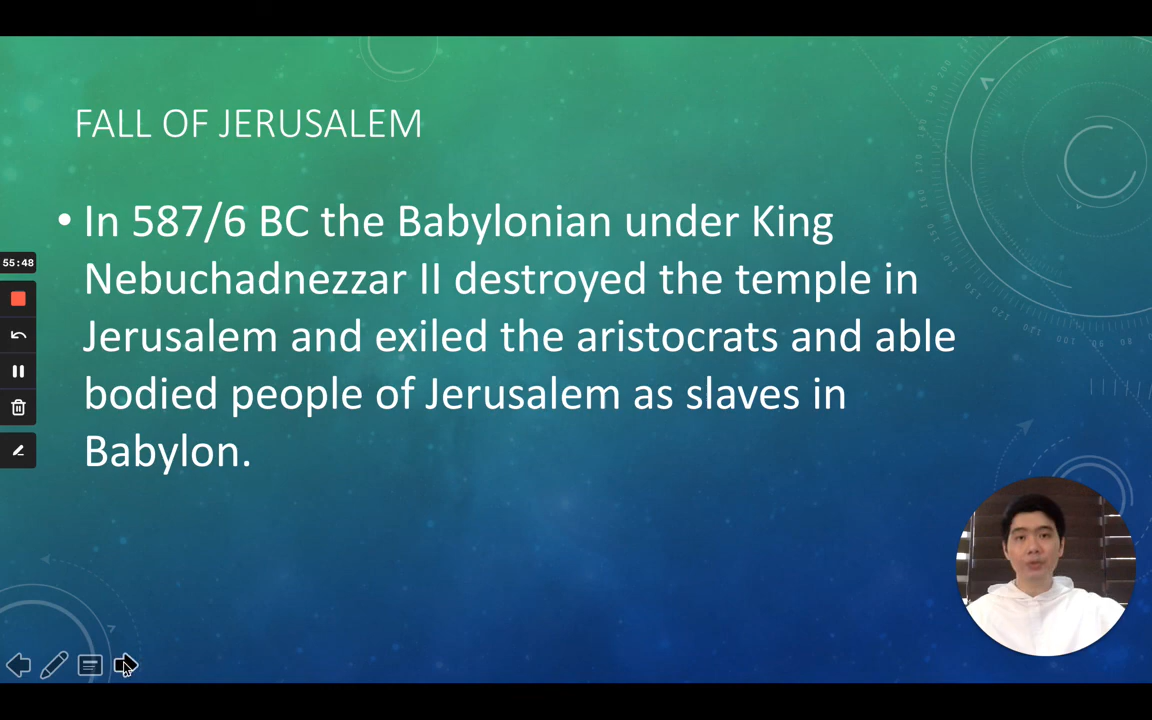 FALL OF JERUSALEM
• In 587/6 BC the Babylonian under King
Nebuchadnezzar II destroyed the temple in
Jerusalem and exiled the aristocrats and able
bodied people of Jerusalem as slaves in
Babylon.
55:48